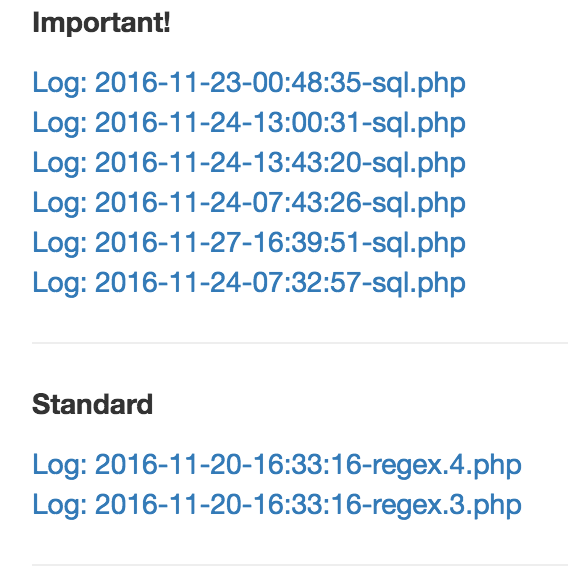 Important!
Log: 2016-11-23-00:48:35-sql.php
Log: 2016-11-24-13:00:31-sql.php
Log: 2016-11-24-13:43:20-sql.php
Log: 2016-11-24-07:43:26-sql.php
Log: 2016-11-27-16:39:51-sql.php
Log: 2016-11-24-07:32:57-sql.php
Standard
Log: 2016-11-20-16:33:16-regex.4.php
Log: 2016-11-20-16:33:16-regex.3.php